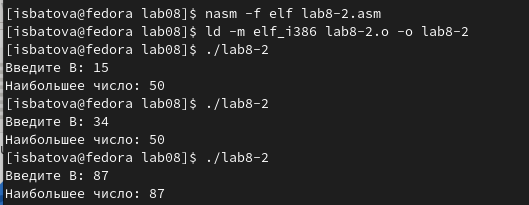 [isbatova@fedora lab08]$ nasm -f elf lab8-2.asm
[isbatova@fedora lab08]$ ld -m elf_i386 lab8-2.o -o lab8-2
[isbatova@fedora lab08]$ ./lab8-2
Введите B: 15
Наибольшее число: 50
[isbatova@fedora lab08]$ ./lab8-2
Введите B: 34
Наибольшее число: 50
[isbatova@fedora lab08]$ ./lab8-2
Введите B: 87
Наибольшее число: 87